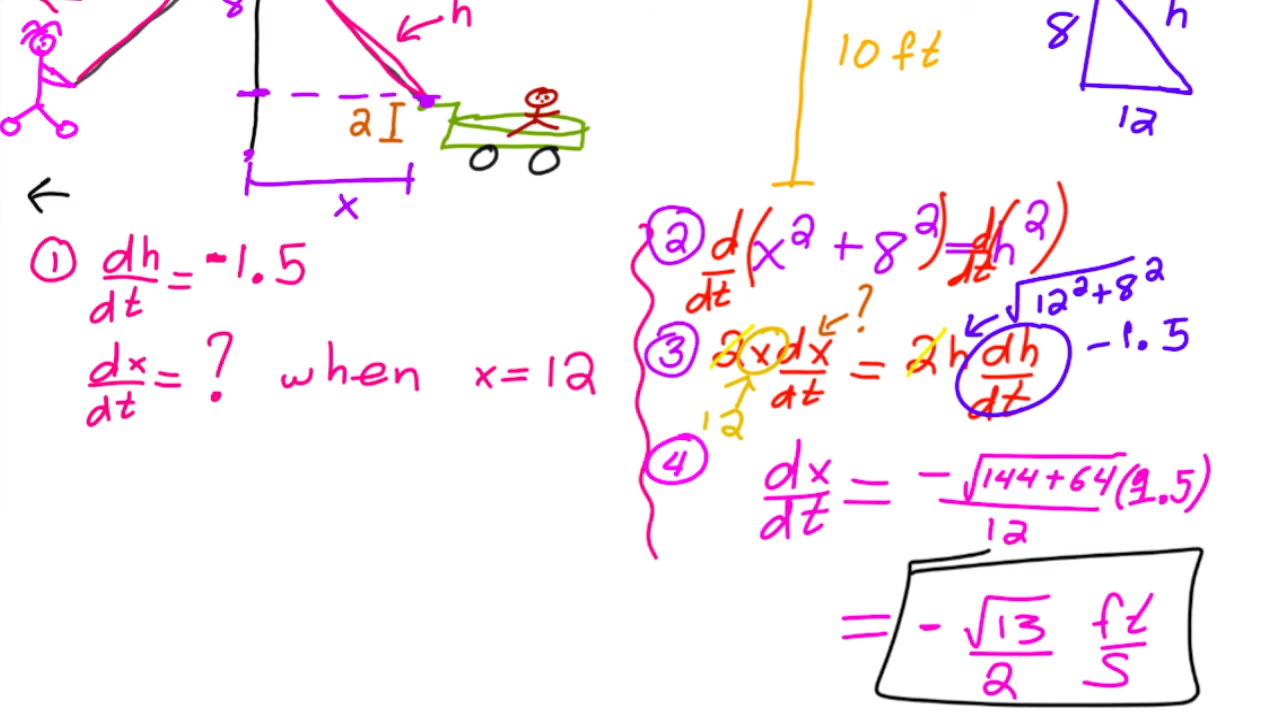 8
h
10 ft
8
h
12
2
x
① dh/dt = -1.5
dx/dt = ? when x = 12
② d/dt(x² + 8²) = d/dt(h²)
√12²+8²
?
③ 2x dx/dt = 2h dh/dt
-1.5
12
④ dx/dt = -√144+64(1.5)/12
= -√13/2 ft/s